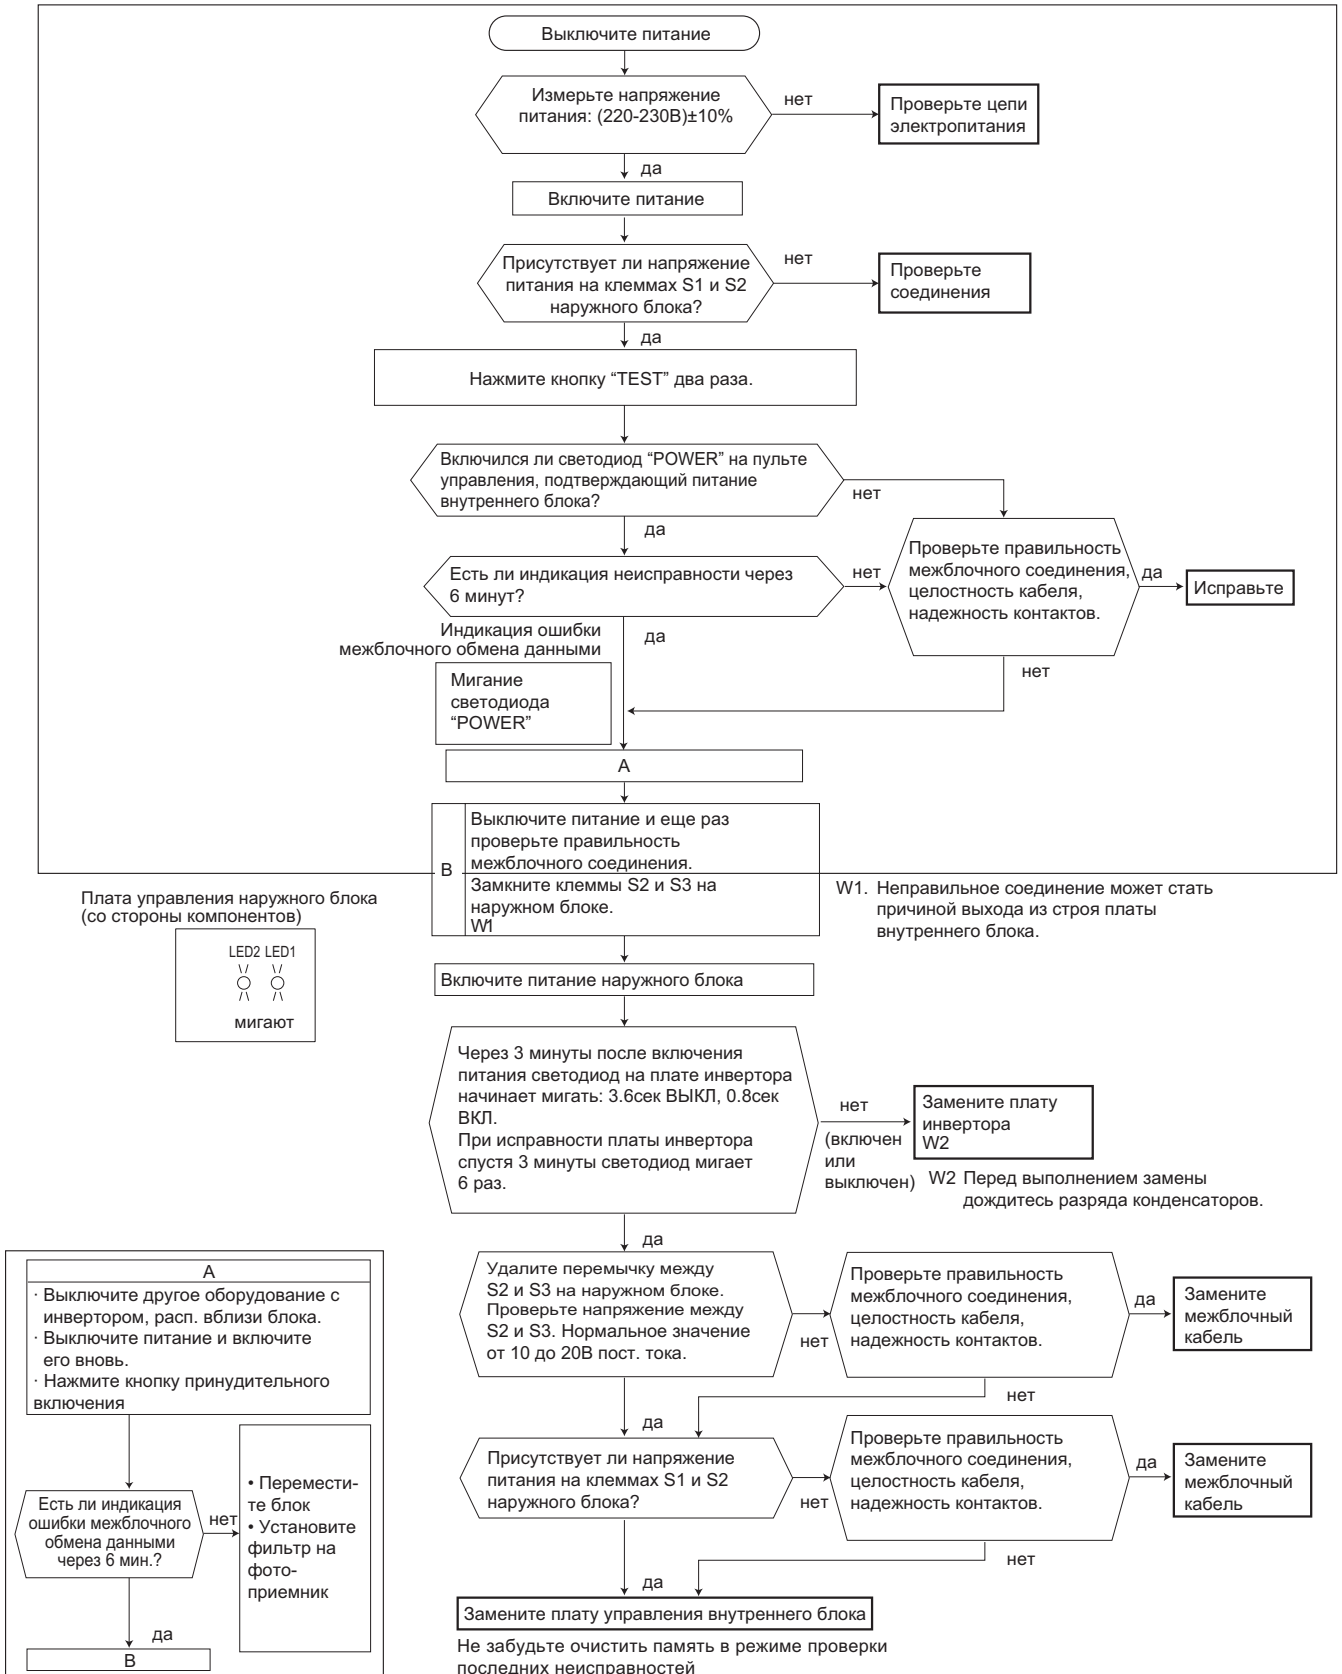 Выключите питание
Измерьте напряжение
питания: (220-230В)±10%
нет
Проверьте цепи
электропитания
да
Включите питание
Присутствует ли напряжение
питания на клеммах S1 и S2
наружного блока?
нет
Проверьте
соединения
да
Нажмите кнопку “TEST” два раза.
Включился ли светодиод “POWER” на пульте
управления, подтверждающий питание
внутреннего блока?
нет
да
Есть ли индикация неисправности через
6 минут?
нет
Проверьте правильность
межблочного соединения,
целостность кабеля,
надежность контактов.
да
Исправьте
Индикация ошибки
межблочного обмена данными
да
нет
Мигание
светодиода
“POWER”
A
B
Выключите питание и еще раз
проверьте правильность
межблочного соединения.
Замкните клеммы S2 и S3 на
наружном блоке.
W1
W1. Неправильное соединение может стать
причиной выхода из строя платы
внутреннего блока.
Плата управления наружного блока
(со стороны компонентов)
LED2 LED1
мигают
Включите питание наружного блока
Через 3 минуты после включения
питания светодиод на плате инвертора
начинает мигать: 3.6сек ВЫКЛ, 0.8сек
ВКЛ.
При исправности платы инвертора
спустя 3 минуты светодиод мигает
6 раз.
нет
(включен
или
выключен)
Замените плату
инвертора
W2
W2 Перед выполнением замены
дождитесь разряда конденсаторов.
да
Удалите перемычку между
S2 и S3 на наружном блоке.
Проверьте напряжение между
S2 и S3. Нормальное значение
от 10 до 20В пост. тока.
нет
Проверьте правильность
межблочного соединения,
целостность кабеля,
надежность контактов.
да
Замените
межблочный
кабель
нет
да
Присутствует ли напряжение
питания на клеммах S1 и S2
наружного блока?
нет
Проверьте правильность
межблочного соединения,
целостность кабеля,
надежность контактов.
да
Замените
межблочный
кабель
нет
да
Замените плату управления внутреннего блока
Не забудьте очистить память в режиме проверки
последних неисправностей
A
· Выключите другое оборудование с
инвертором, расп. вблизи блока.
· Выключите питание и включите
его вновь.
· Нажмите кнопку принудительного
включения
Есть ли индикация
ошибки межблочного
обмена данными
через 6 мин.?
нет
• Перемести-
те блок
• Установите
фильтр на
фото-
приемник
да
B